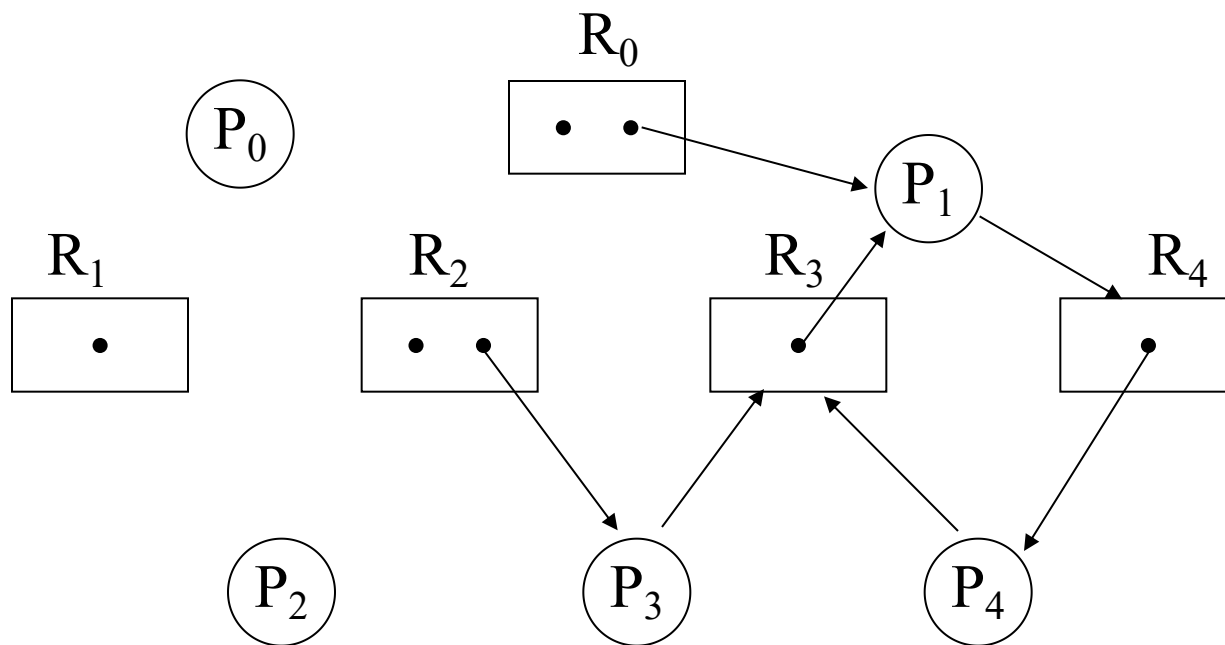 R₀
P₀
P₁
R₁ R₂ R₃ R₄
P₂ P₃ P₄